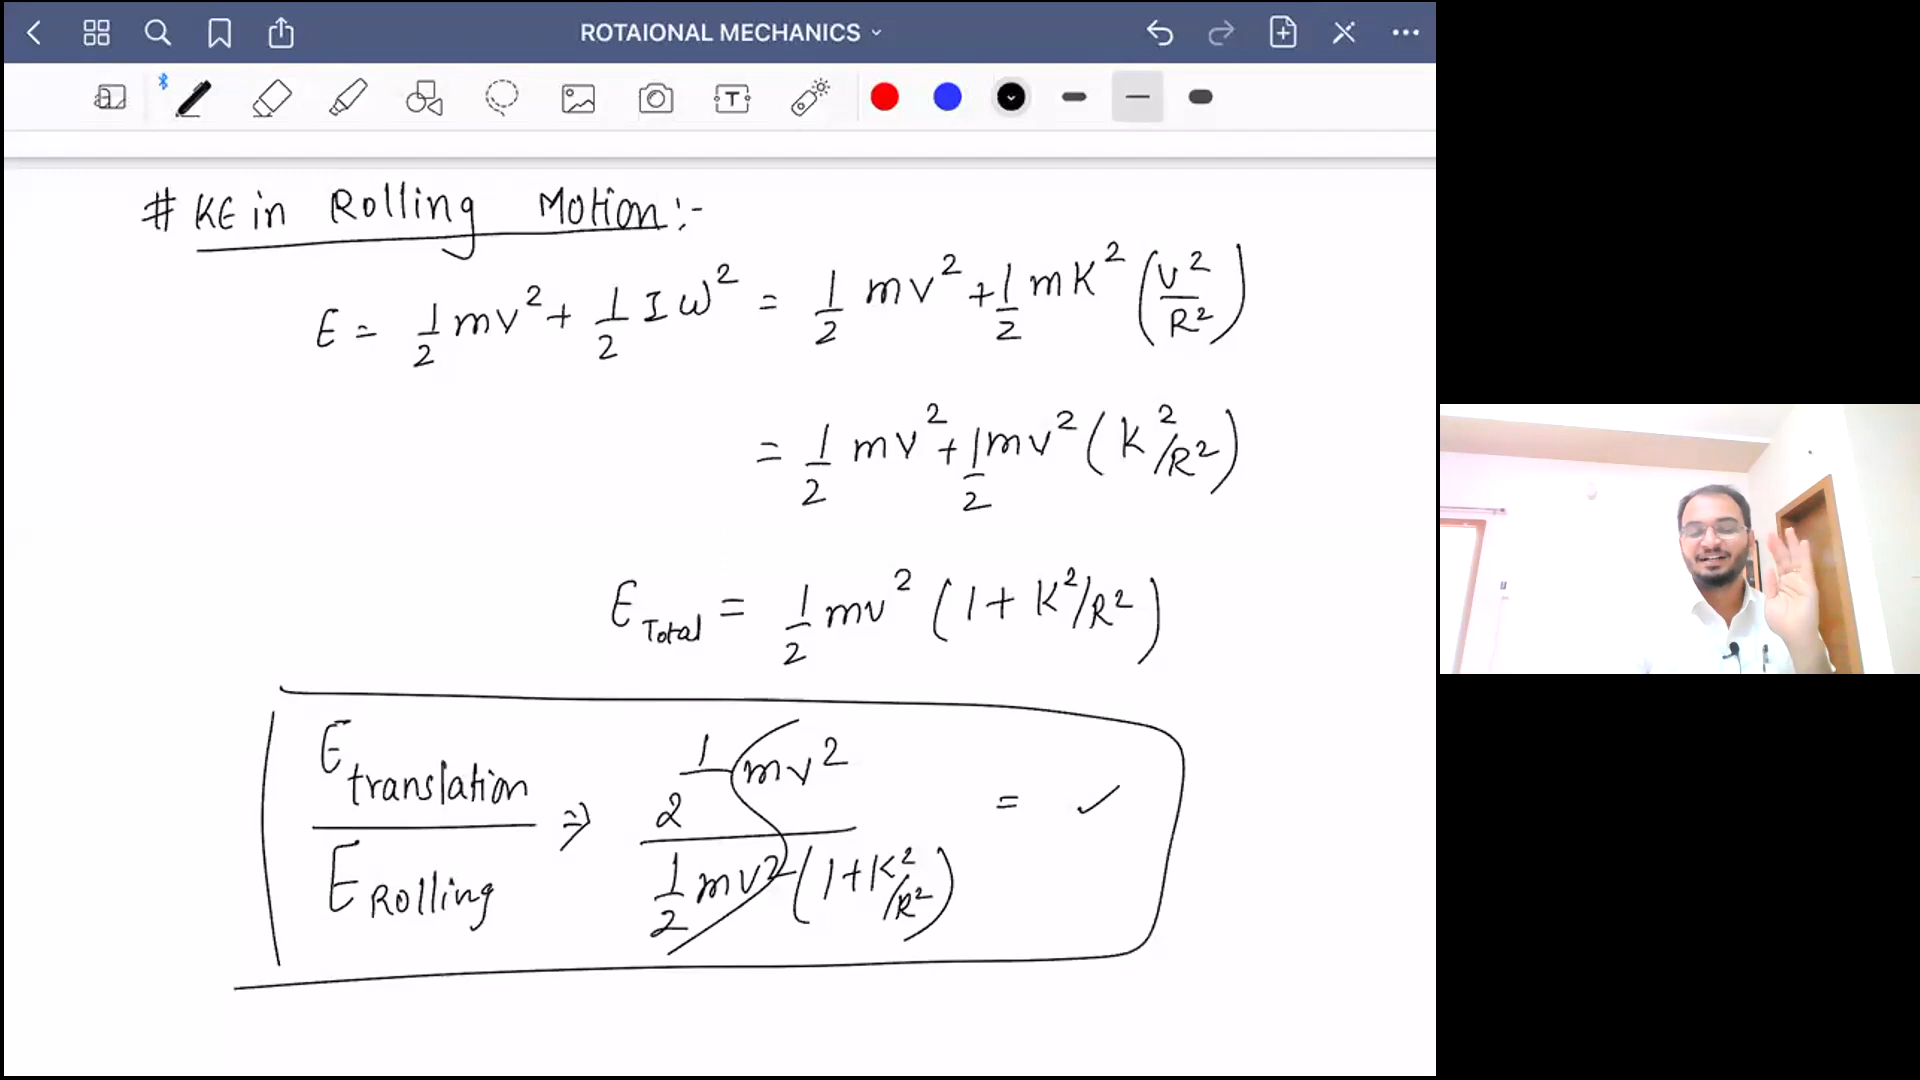 ROTAIONAL MECHANICS
T
# KE in Rolling Motion:-
E = 1/2 mv² + 1/2 I ω² = 1/2 mv² + 1/2 mK² (v²/R²)
= 1/2 mv² + 1/2 mv² (K²/R²)
E Total = 1/2 mv² (1 + K²/R²)
E translation / E Rolling ⇒ 1/2 mv² / 1/2 mv² (1 + K²/R²) = ✓